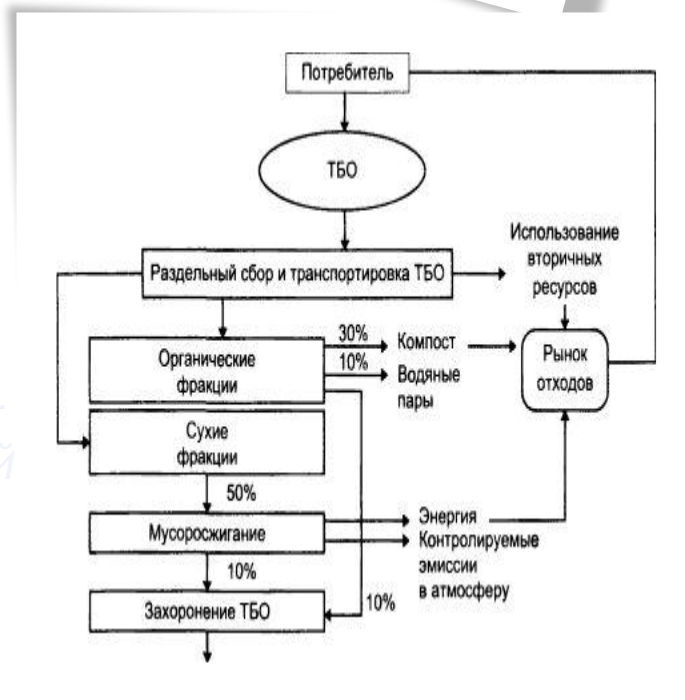 Потребитель
ТБО
Использование
вторичных
ресурсов
Раздельный сбор и транспортировка ТБО
30%
Компост
Органические
фракции
10%
Водяные
пары
Рынок
отходов
Сухие
фракции
50%
Мусоросжигание
Энергия
Контролируемые
эмиссии
в атмосферу
10%
10%
Захоронение ТБО